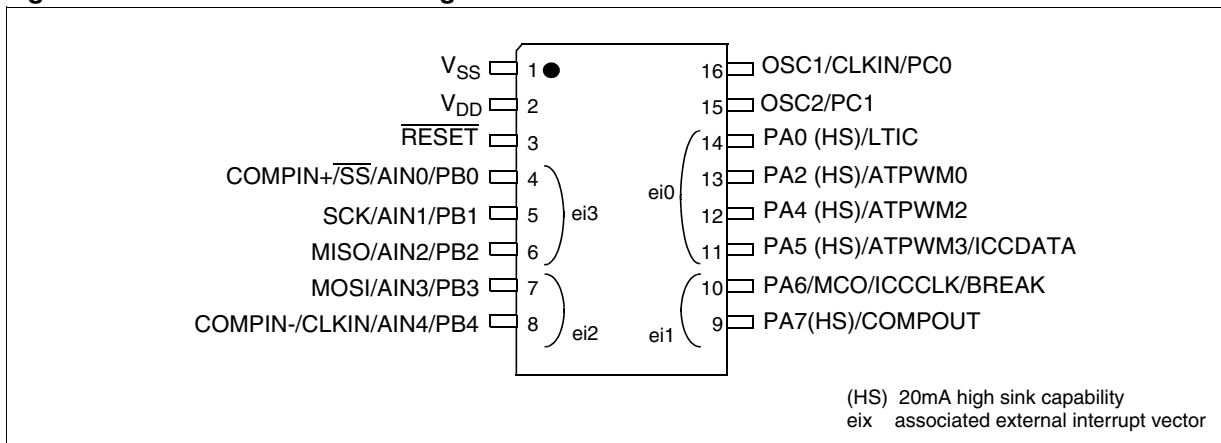 V_SS 1 16 OSC1/CLKIN/PC0
V_DD 2 15 OSC2/PC1
RESET 3 14 PA0 (HS)/LTIC
COMPIN+/SS/AIN0/PB0 4 13 PA2 (HS)/ATPWM0
ei3 ei0
SCK/AIN1/PB1 5 12 PA4 (HS)/ATPWM2
MISO/AIN2/PB2 6 11 PA5 (HS)/ATPWM3/ICCDATA
MOSI/AIN3/PB3 7 10 PA6/MCO/ICCCLK/BREAK
COMPIN-/CLKIN/AIN4/PB4 8 9 PA7(HS)/COMPOUT
ei2 ei1
(HS) 20mA high sink capability
eix associated external interrupt vector